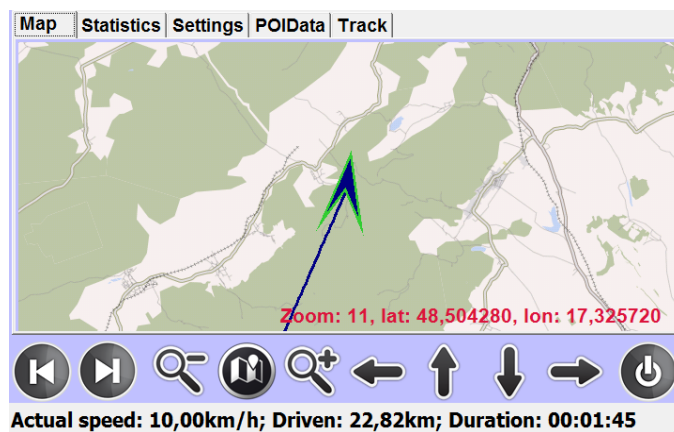 Map Statistics Settings POIData Track
Zoom: 11, lat: 48,504280, lon: 17,325720
Actual speed: 10,00km/h; Driven: 22,82km; Duration: 00:01:45